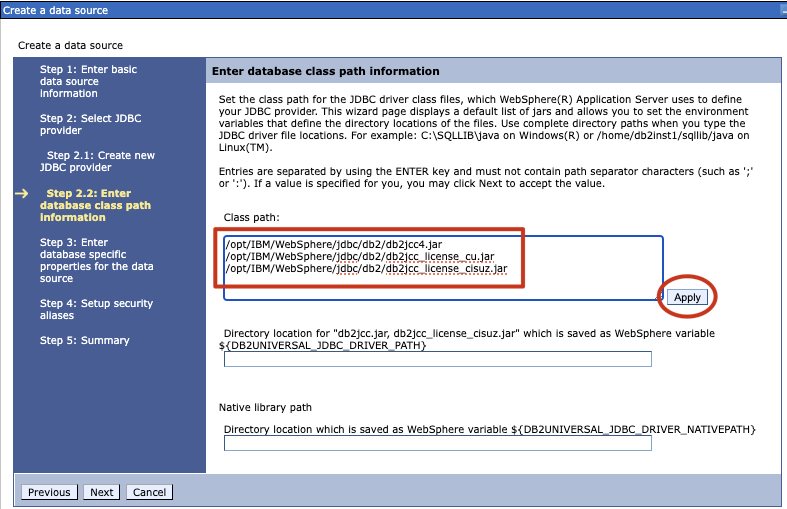 Create a data source
Create a data source
Step 1: Enter basic
data source
information
Step 2: Select JDBC
provider
Step 2.1: Create new
JDBC provider
Step 2.2: Enter
database class path
information
Step 3: Enter
database specific
properties for the data
source
Step 4: Setup security
aliases
Step 5: Summary
Enter database class path information
Set the class path for the JDBC driver class files, which WebSphere(R) Application Server uses to define
your JDBC provider. This wizard page displays a default list of jars and allows you to set the environment
variables that define the directory locations of the files. Use complete directory paths when you type the
JDBC driver file locations. For example: C:\SQLLIB\java on Windows(R) or /home/db2inst1/sqllib/java on
Linux(TM).
Entries are separated by using the ENTER key and must not contain path separator characters (such as ';'
or ':'). If a value is specified for you, you may click Next to accept the value.
Class path:
/opt/IBM/WebSphere/jdbc/db2/db2jcc4.jar
/opt/IBM/WebSphere/jdbc/db2/db2jcc_license_cu.jar
/opt/IBM/WebSphere/jdbc/db2/db2jcc_license_cisuz.jar
Apply
Directory location for "db2jcc.jar, db2jcc_license_cisuz.jar" which is saved as WebSphere variable
${DB2UNIVERSAL_JDBC_DRIVER_PATH}
Native library path
Directory location which is saved as WebSphere variable ${DB2UNIVERSAL_JDBC_DRIVER_NATIVEPATH}
Previous Next Cancel